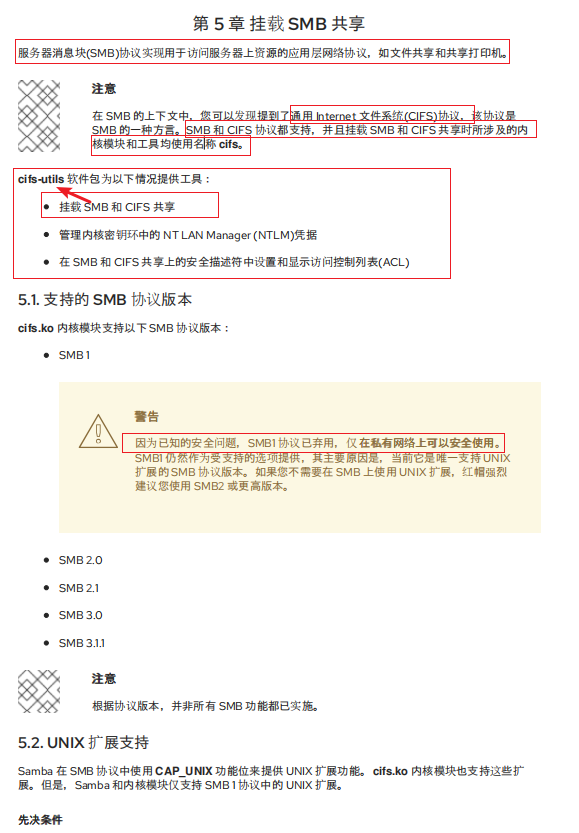 第 5 章 挂载 SMB 共享
服务器消息块(SMB)协议实现用于访问服务器上资源的应用层网络协议，如文件共享和共享打印机。
注意
在 SMB 的上下文中，您可以发现提到了通用 Internet 文件系统(CIFS)协议，该协议是
SMB 的一种方言。SMB 和 CIFS 协议都支持，并且挂载 SMB 和 CIFS 共享时所涉及的内
核模块和工具均使用名称 cifs。
cifs-utils 软件包为以下情况提供工具：
挂载 SMB 和 CIFS 共享
管理内核密钥环中的 NT LAN Manager (NTLM)凭据
在 SMB 和 CIFS 共享上的安全描述符中设置和显示访问控制列表(ACL)
5.1. 支持的 SMB 协议版本
cifs.ko 内核模块支持以下 SMB 协议版本：
SMB 1
警告
因为已知的安全问题，SMB1 协议已弃用，仅在私有网络上可以安全使用。
SMB1 仍然作为受支持的选项提供，其主要原因是，当前它是唯一支持 UNIX
扩展的 SMB 协议版本。如果您不需要在 SMB 上使用 UNIX 扩展，红帽强烈
建议您使用 SMB2 或更高版本。
SMB 2.0
SMB 2.1
SMB 3.0
SMB 3.1.1
注意
根据协议版本，并非所有 SMB 功能都已实施。
5.2. UNIX 扩展支持
Samba 在 SMB 协议中使用 CAP_UNIX 功能位来提供 UNIX 扩展功能。cifs.ko 内核模块也支持这些扩
展。但是，Samba 和内核模块仅支持 SMB 1 协议中的 UNIX 扩展。
先决条件